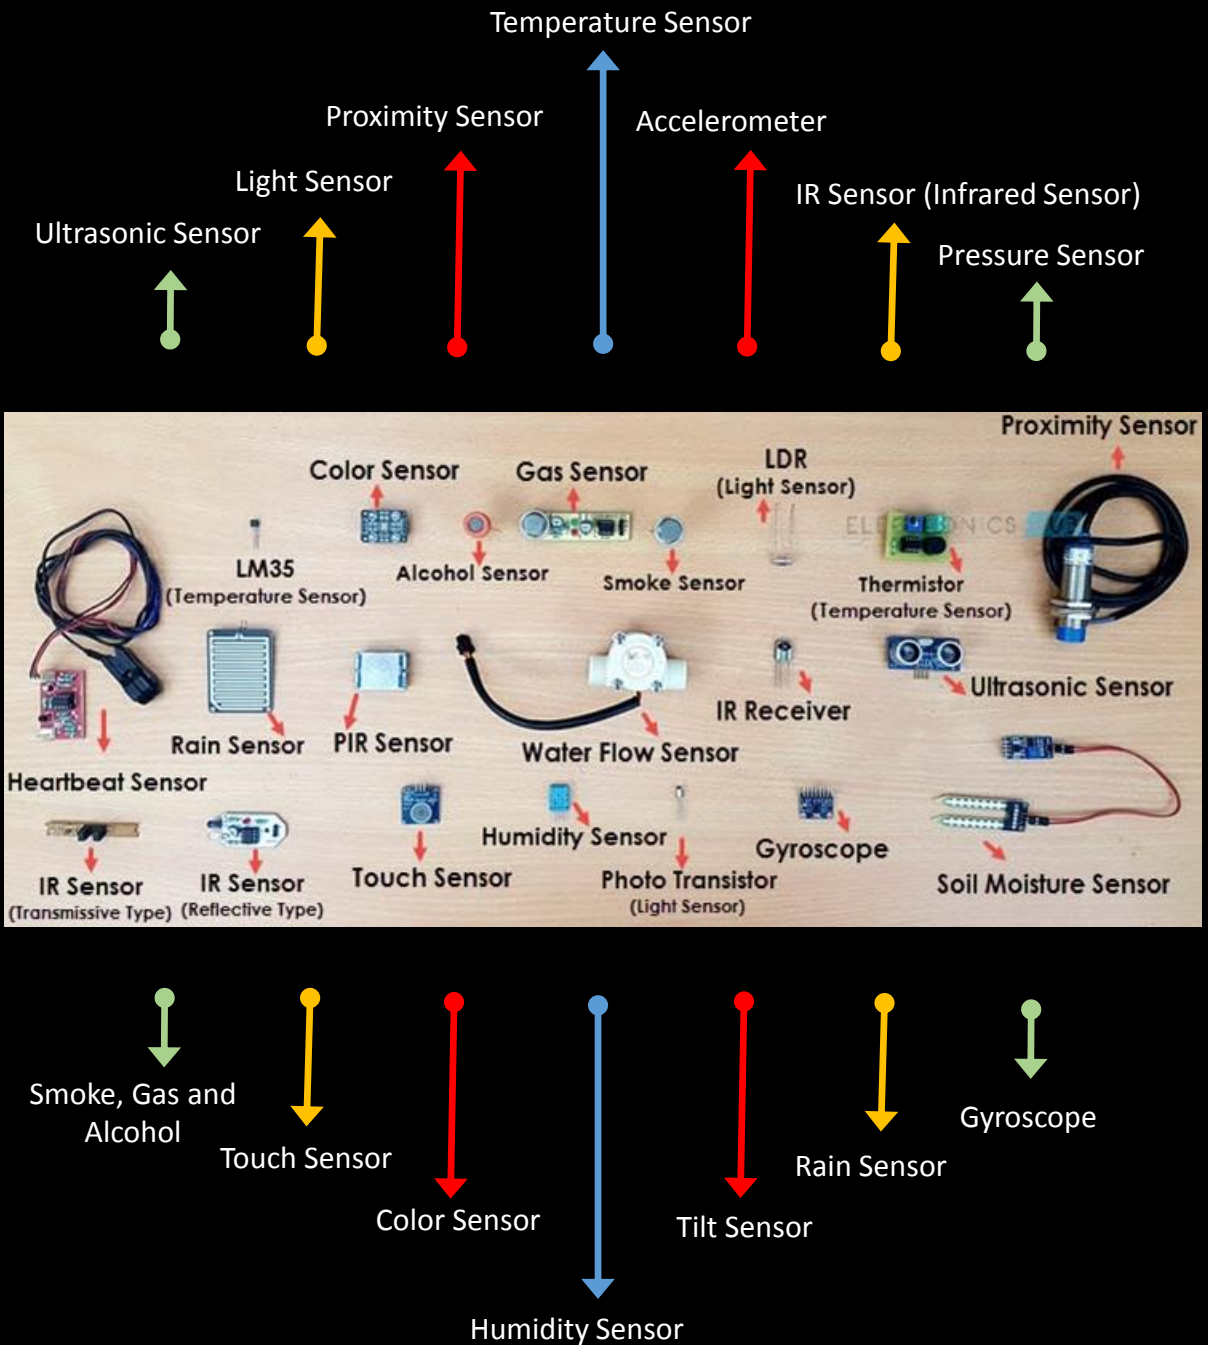 Temperature Sensor
Proximity Sensor
Accelerometer
Light Sensor
IR Sensor (Infrared Sensor)
Ultrasonic Sensor
Pressure Sensor
Proximity Sensor
Color Sensor
Gas Sensor
LDR
(Light Sensor)
LM35
(Temperature Sensor)
Alcohol Sensor
Smoke Sensor
Thermistor
(Temperature Sensor)
Ultrasonic Sensor
IR Receiver
Rain Sensor
PIR Sensor
Water Flow Sensor
Heartbeat Sensor
Humidity Sensor
Gyroscope
IR Sensor
(Transmissive Type)
IR Sensor
(Reflective Type)
Touch Sensor
Photo Transistor
(Light Sensor)
Soil Moisture Sensor
Smoke, Gas and
Alcohol
Gyroscope
Touch Sensor
Rain Sensor
Color Sensor
Tilt Sensor
Humidity Sensor